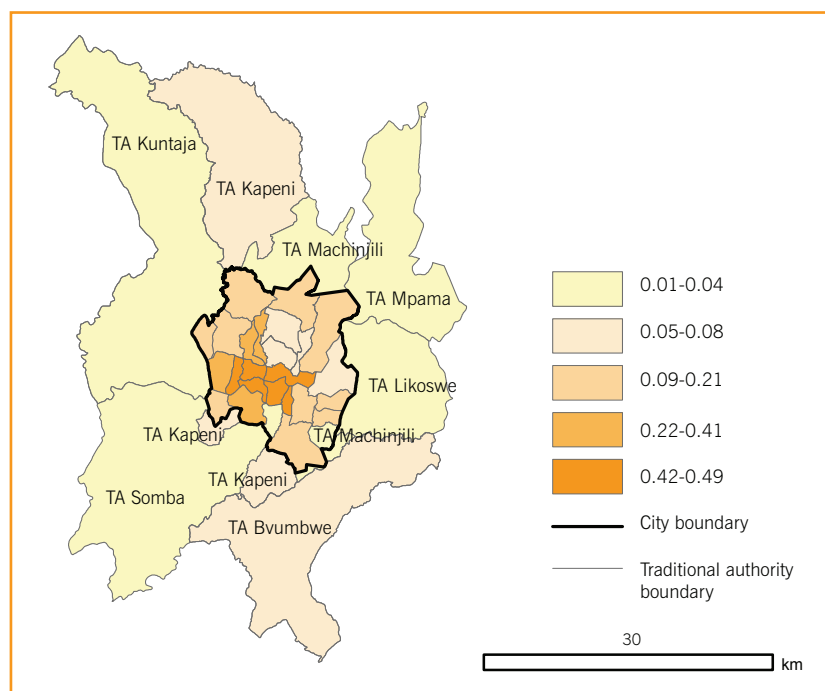 TA Kuntaja
TA Kapeni
TA Machinjili
TA Mpama
TA Likoswe
TA Kapeni
TA Machinjili
TA Kapeni
TA Somba
TA Bvumbwe
0.01-0.04
0.05-0.08
0.09-0.21
0.22-0.41
0.42-0.49
City boundary
Traditional authority
boundary
30
km